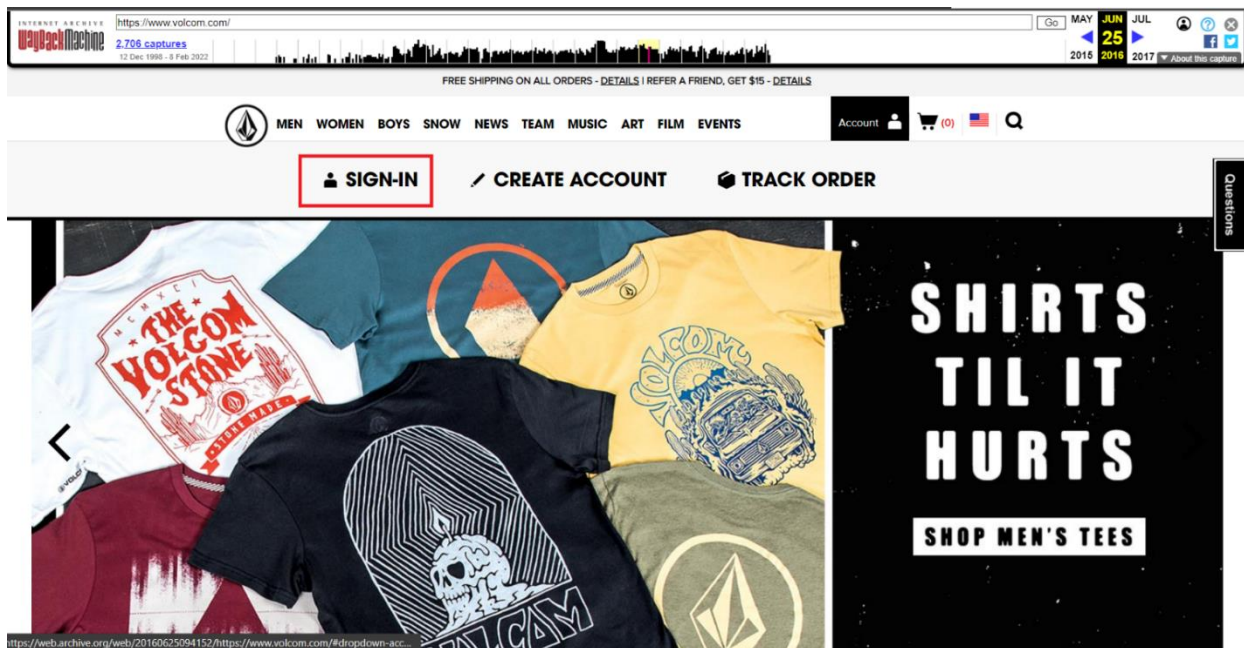 INTERNET ARCHIVE
WayBackMachine
https://www.volcom.com/
Go
MAY JUN JUL
25
2015 2016 2017
2,706 captures
12 Dec 1998 - 8 Feb 2022
About this capture
FREE SHIPPING ON ALL ORDERS - DETAILS | REFER A FRIEND, GET $15 - DETAILS
MEN WOMEN BOYS SNOW NEWS TEAM MUSIC ART FILM EVENTS
Account
(0)
SIGN-IN CREATE ACCOUNT TRACK ORDER
Questions
MCMXCI
THE
VOLCOM
STONE
STONE MADE
VOLCOM
VOLCOM
SHIRTS
TIL IT
HURTS
SHOP MEN'S TEES
https://web.archive.org/web/20160625094152/https://www.volcom.com/#dropdown-acc...